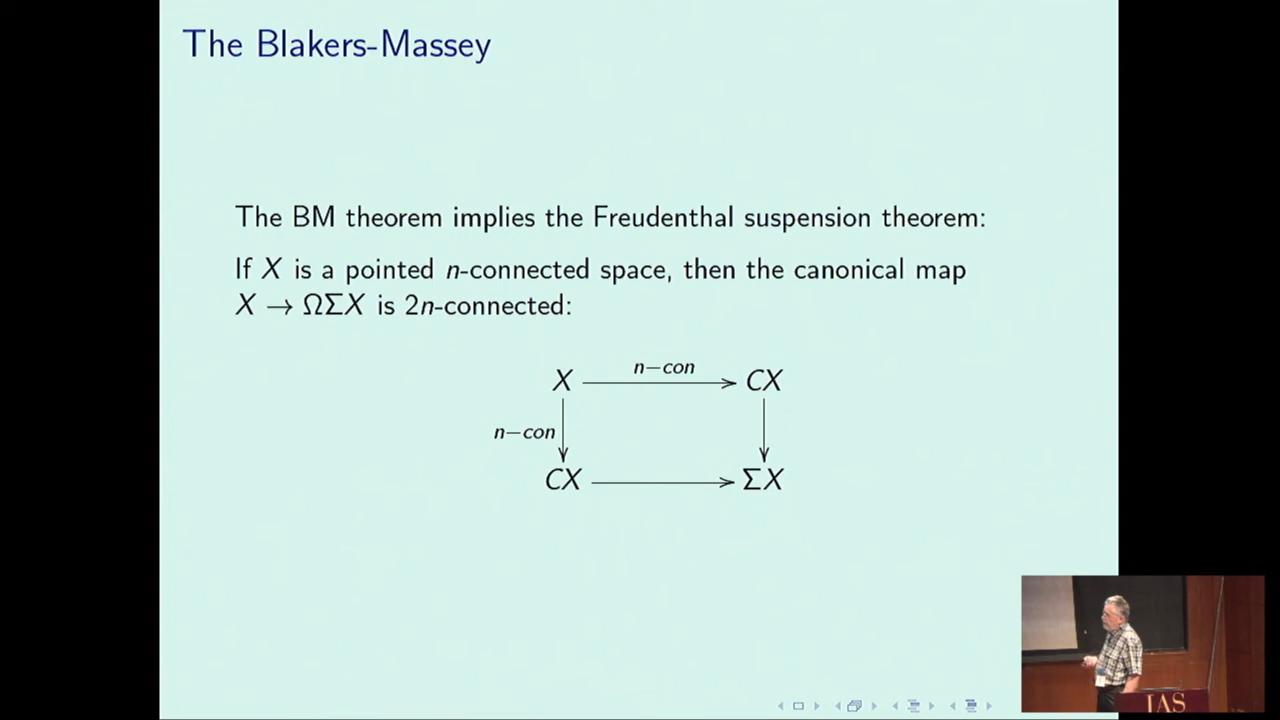 The Blakers-Massey
The BM theorem implies the Freudenthal suspension theorem:
If X is a pointed n-connected space, then the canonical map
X → ΩΣX is 2n-connected:
n−con
X CX
n−con
CX ΣX
IAS